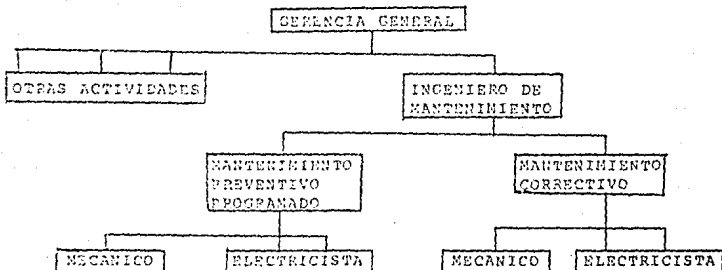 GERENCIA GENERAL
OTRAS ACTIVIDADES
INGENIERO DE
MANTENIMIENTO
MANTENIMIENTO
PREVENTIVO
PROGRAMADO
MANTENIMIENTO
CORRECTIVO
MECANICO
ELECTRICISTA
MECANICO
ELECTRICISTA